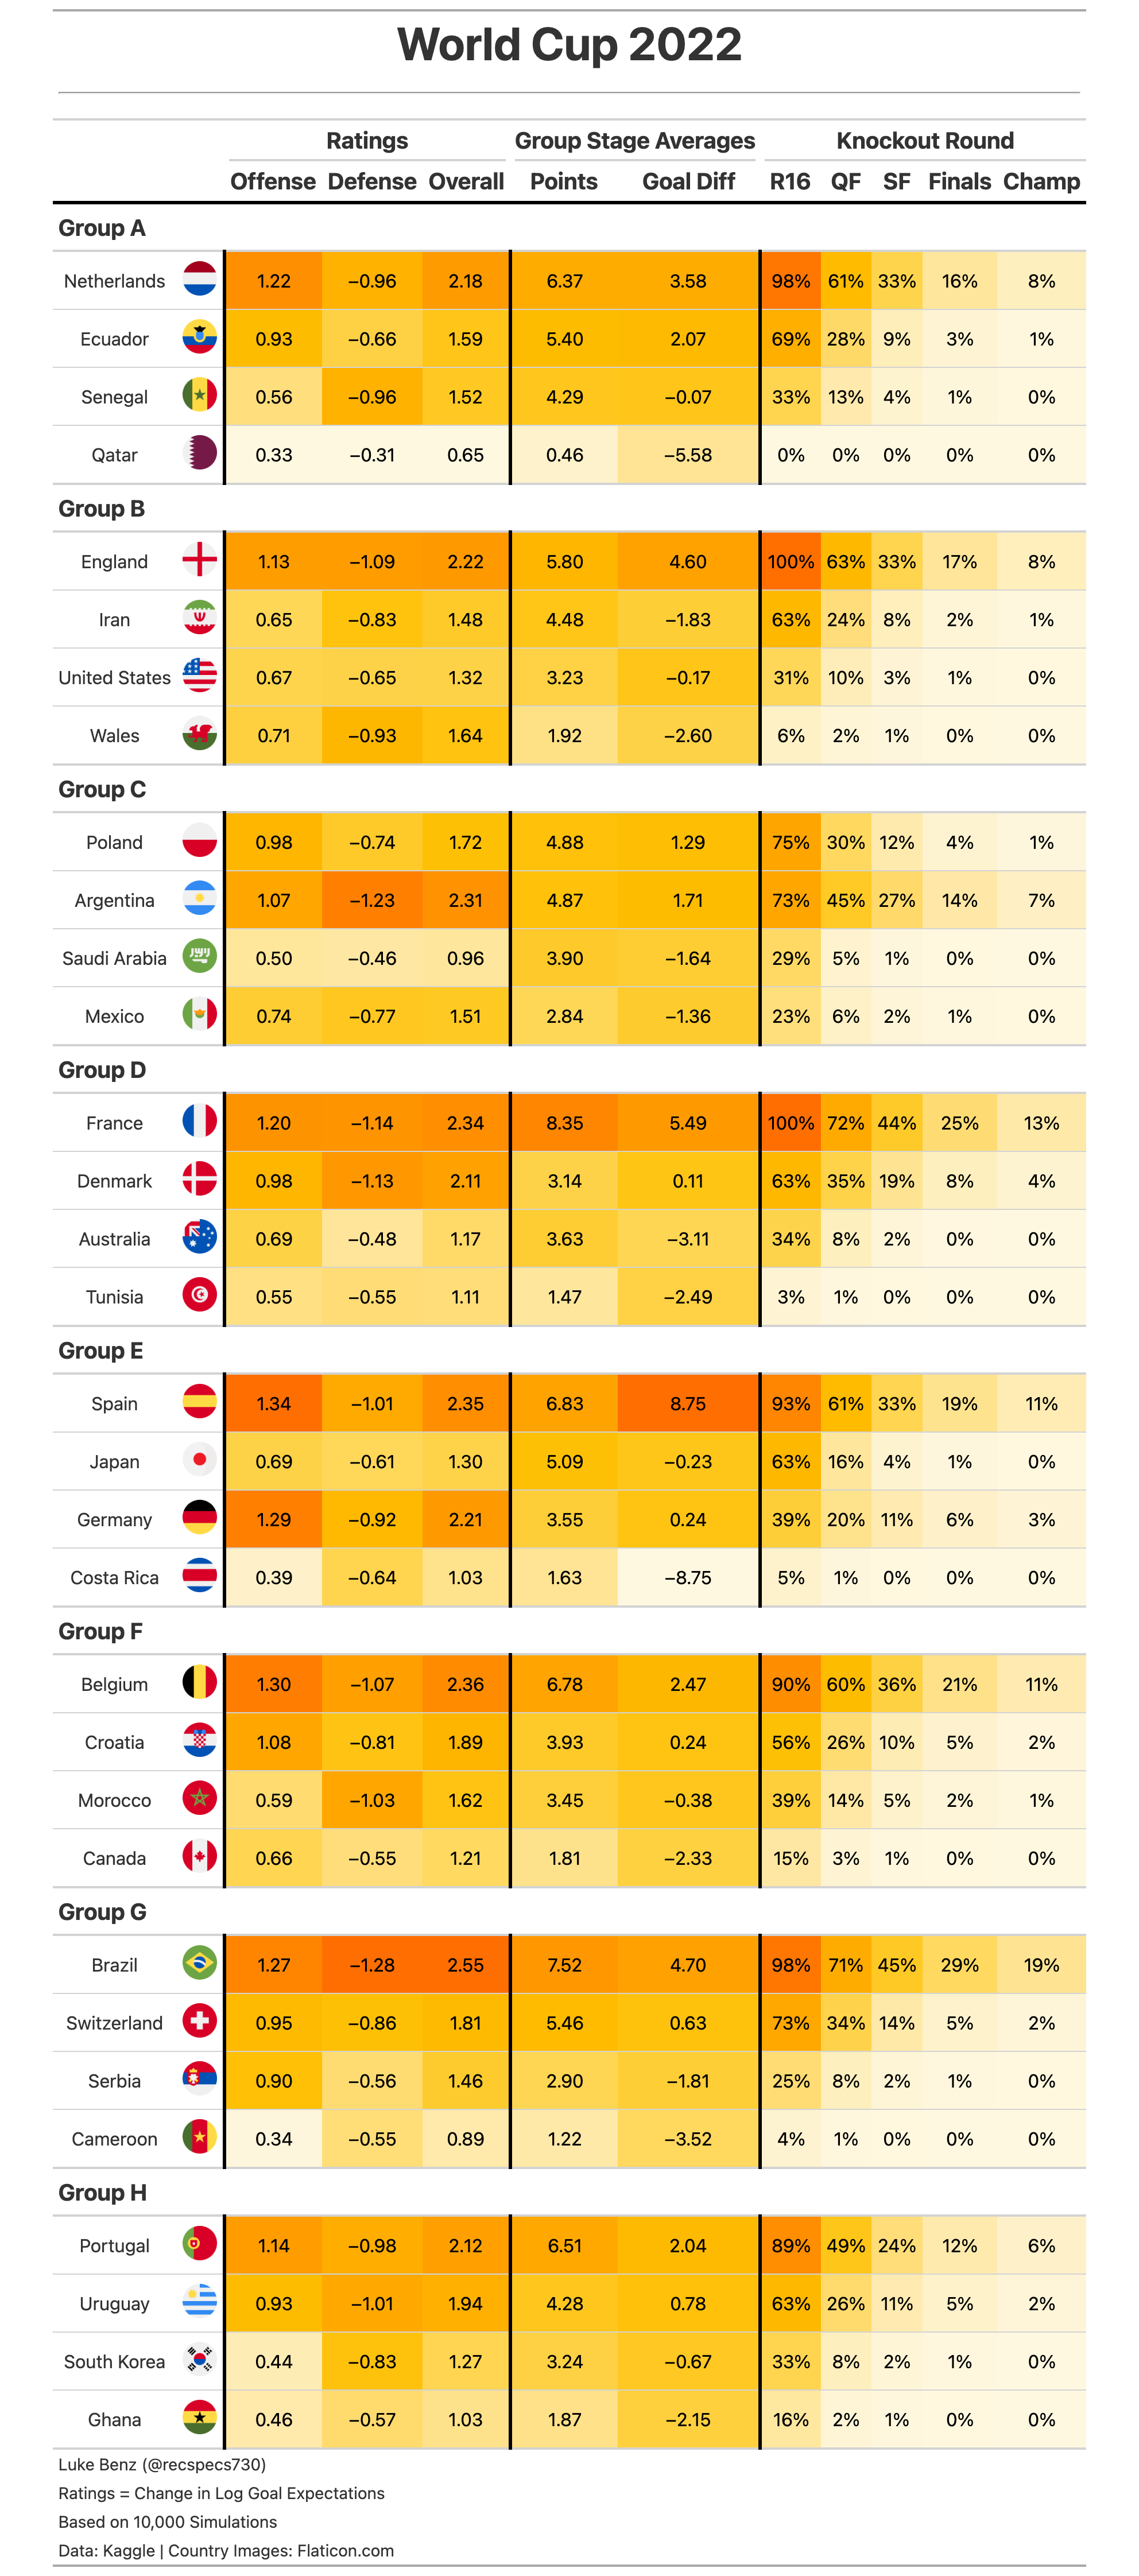 World Cup 2022
Ratings Group Stage Averages Knockout Round
Offense Defense Overall Points Goal Diff R16 QF SF Finals Champ
Group A
Netherlands 1.22 −0.96 2.18 6.37 3.58 98% 61% 33% 16% 8%
Ecuador 0.93 −0.66 1.59 5.40 2.07 69% 28% 9% 3% 1%
Senegal 0.56 −0.96 1.52 4.29 −0.07 33% 13% 4% 1% 0%
Qatar 0.33 −0.31 0.65 0.46 −5.58 0% 0% 0% 0% 0%
Group B
England 1.13 −1.09 2.22 5.80 4.60 100% 63% 33% 17% 8%
Iran 0.65 −0.83 1.48 4.48 −1.83 63% 24% 8% 2% 1%
United States 0.67 −0.65 1.32 3.23 −0.17 31% 10% 3% 1% 0%
Wales 0.71 −0.93 1.64 1.92 −2.60 6% 2% 1% 0% 0%
Group C
Poland 0.98 −0.74 1.72 4.88 1.29 75% 30% 12% 4% 1%
Argentina 1.07 −1.23 2.31 4.87 1.71 73% 45% 27% 14% 7%
Saudi Arabia 0.50 −0.46 0.96 3.90 −1.64 29% 5% 1% 0% 0%
Mexico 0.74 −0.77 1.51 2.84 −1.36 23% 6% 2% 1% 0%
Group D
France 1.20 −1.14 2.34 8.35 5.49 100% 72% 44% 25% 13%
Denmark 0.98 −1.13 2.11 3.14 0.11 63% 35% 19% 8% 4%
Australia 0.69 −0.48 1.17 3.63 −3.11 34% 8% 2% 0% 0%
Tunisia 0.55 −0.55 1.11 1.47 −2.49 3% 1% 0% 0% 0%
Group E
Spain 1.34 −1.01 2.35 6.83 8.75 93% 61% 33% 19% 11%
Japan 0.69 −0.61 1.30 5.09 −0.23 63% 16% 4% 1% 0%
Germany 1.29 −0.92 2.21 3.55 0.24 39% 20% 11% 6% 3%
Costa Rica 0.39 −0.64 1.03 1.63 −8.75 5% 1% 0% 0% 0%
Group F
Belgium 1.30 −1.07 2.36 6.78 2.47 90% 60% 36% 21% 11%
Croatia 1.08 −0.81 1.89 3.93 0.24 56% 26% 10% 5% 2%
Morocco 0.59 −1.03 1.62 3.45 −0.38 39% 14% 5% 2% 1%
Canada 0.66 −0.55 1.21 1.81 −2.33 15% 3% 1% 0% 0%
Group G
Brazil 1.27 −1.28 2.55 7.52 4.70 98% 71% 45% 29% 19%
Switzerland 0.95 −0.86 1.81 5.46 0.63 73% 34% 14% 5% 2%
Serbia 0.90 −0.56 1.46 2.90 −1.81 25% 8% 2% 1% 0%
Cameroon 0.34 −0.55 0.89 1.22 −3.52 4% 1% 0% 0% 0%
Group H
Portugal 1.14 −0.98 2.12 6.51 2.04 89% 49% 24% 12% 6%
Uruguay 0.93 −1.01 1.94 4.28 0.78 63% 26% 11% 5% 2%
South Korea 0.44 −0.83 1.27 3.24 −0.67 33% 8% 2% 1% 0%
Ghana 0.46 −0.57 1.03 1.87 −2.15 16% 2% 1% 0% 0%
Luke Benz (@recspecs730)
Ratings = Change in Log Goal Expectations
Based on 10,000 Simulations
Data: Kaggle | Country Images: Flaticon.com